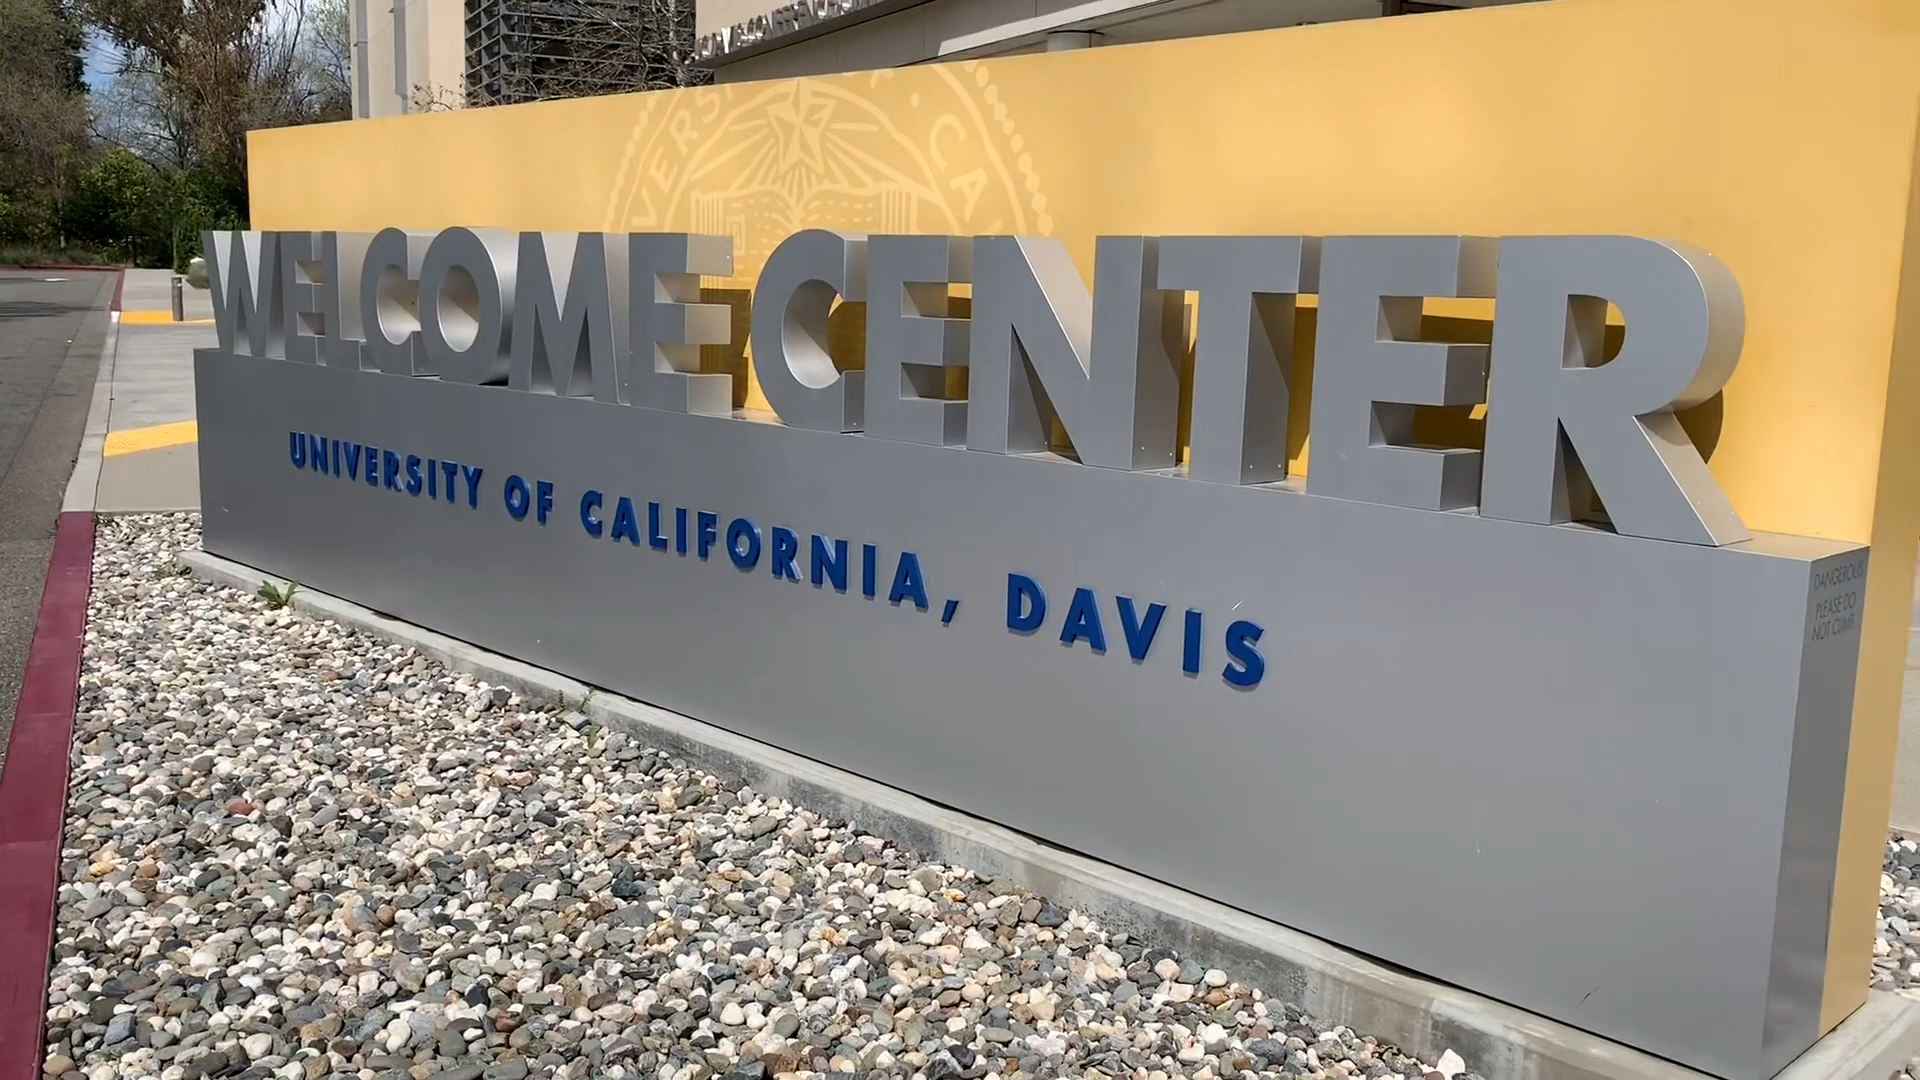 WELCOME CENTER
UNIVERSITY OF CALIFORNIA, DAVIS
DANGEROUS
PLEASE DO
NOT CLIMB